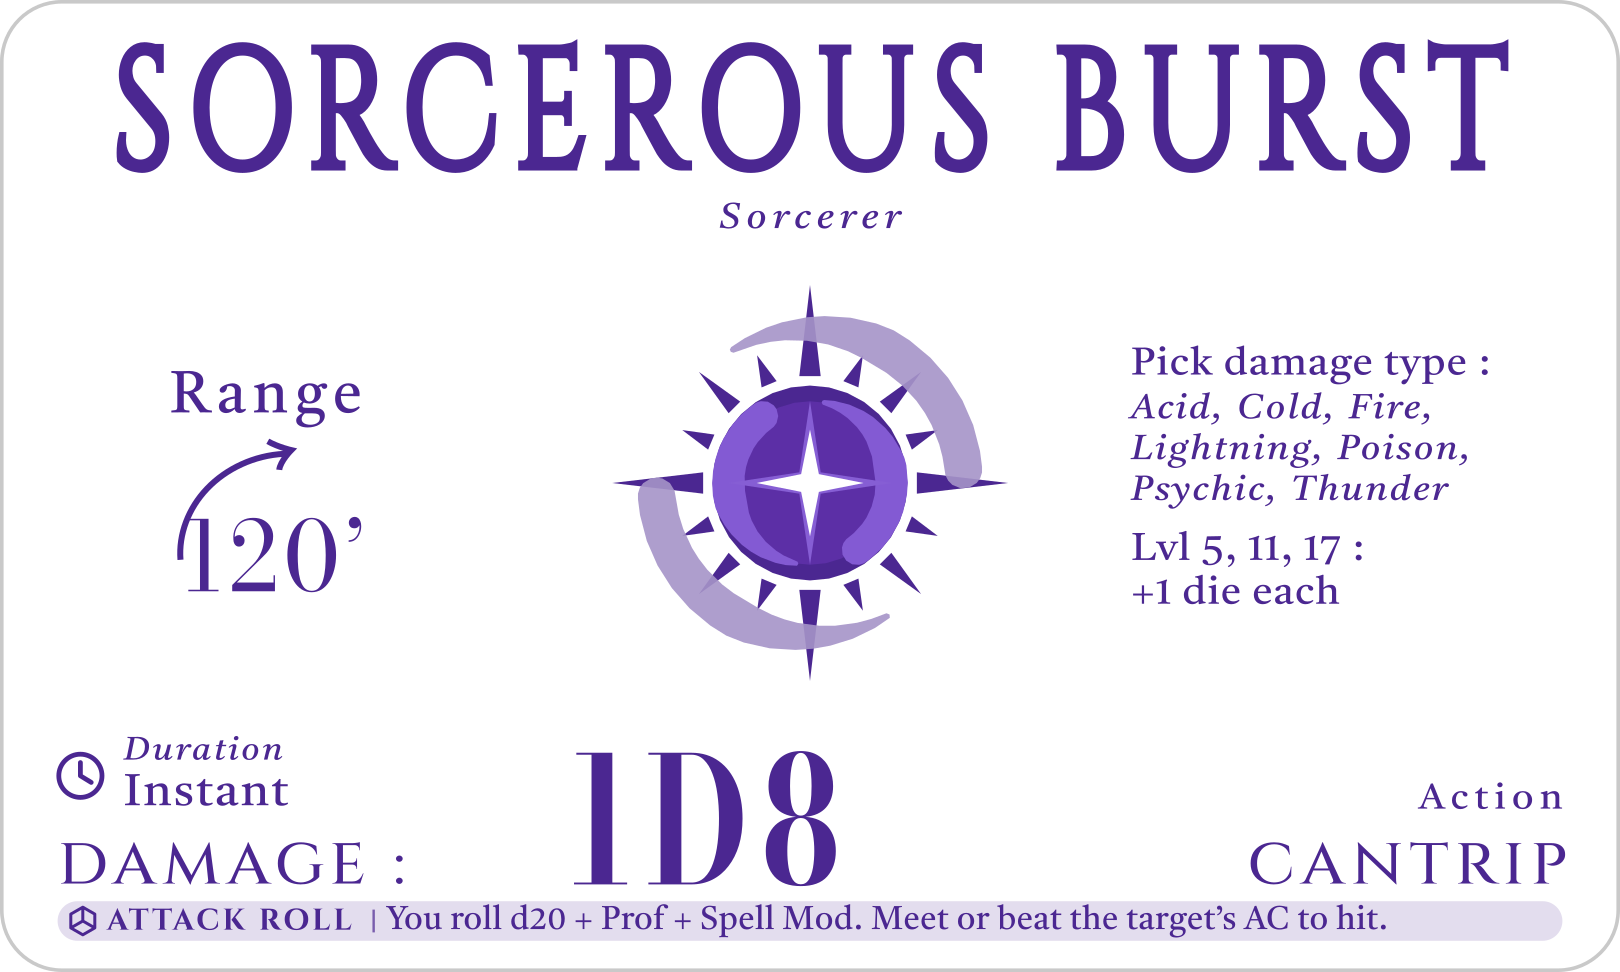 SORCEROUS BURST
Sorcerer
Range
120’
Pick damage type :
Acid, Cold, Fire,
Lightning, Poison,
Psychic, Thunder
Lvl 5, 11, 17 :
+1 die each
Duration
Instant
DAMAGE :
1D8
Action
CANTRIP
ATTACK ROLL | You roll d20 + Prof + Spell Mod. Meet or beat the target’s AC to hit.